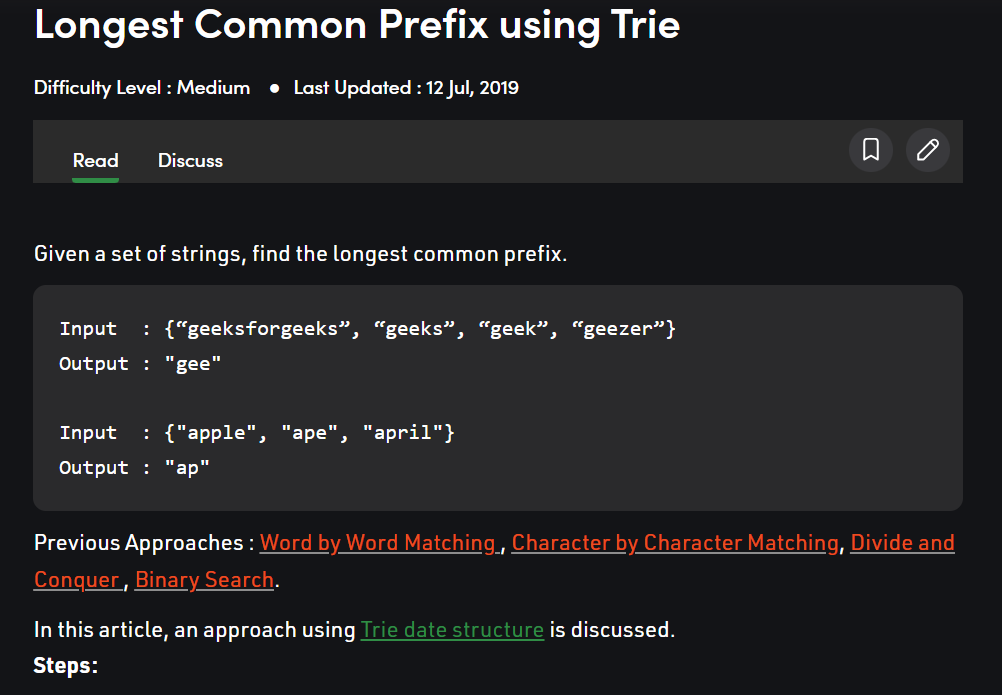 Longest Common Prefix using Trie
Difficulty Level : Medium ● Last Updated : 12 Jul, 2019
Read Discuss
Given a set of strings, find the longest common prefix.
Input  : {“geeksforgeeks”, “geeks”, “geek”, “geezer”}
Output : "gee"
Input  : {"apple", "ape", "april"}
Output : "ap"
Previous Approaches : Word by Word Matching , Character by Character Matching, Divide and
Conquer , Binary Search.
In this article, an approach using Trie date structure is discussed.
Steps: